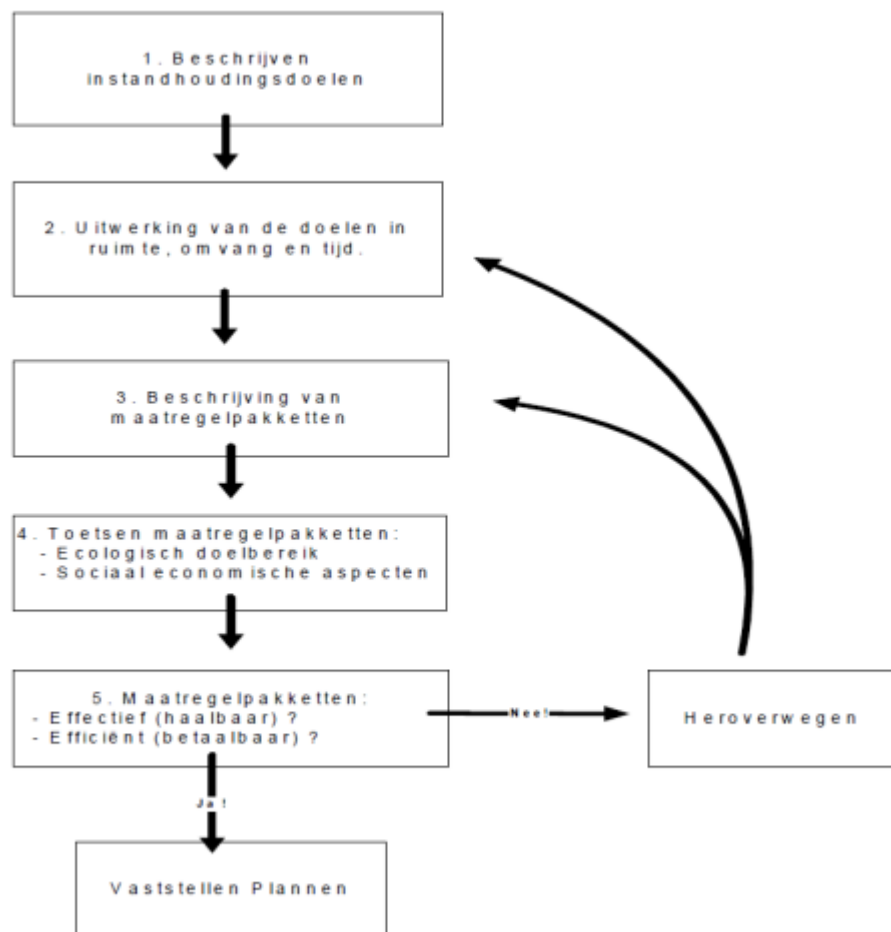 1. Beschrijven
instandhoudingsdoelen
2. Uitwerking van de doelen in
ruimte, omvang en tijd.
3. Beschrijving van
maatregelpakketten
4. Toetsen maatregelpakketten:
- Ecologisch doelbereik
- Sociaal economische aspecten
5. Maatregelpakketten:
- Effectief (haalbaar) ?
- Efficiënt (betaalbaar) ?
Nee!
Heroverwegen
Ja!
Vaststellen Plannen